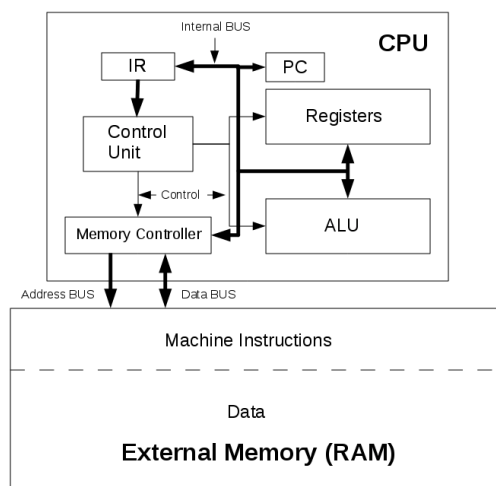 Internal BUS
CPU
IR
PC
Registers
Control
Unit
Control
Memory Controller
ALU
Address BUS
Data BUS
Machine Instructions
Data
External Memory (RAM)